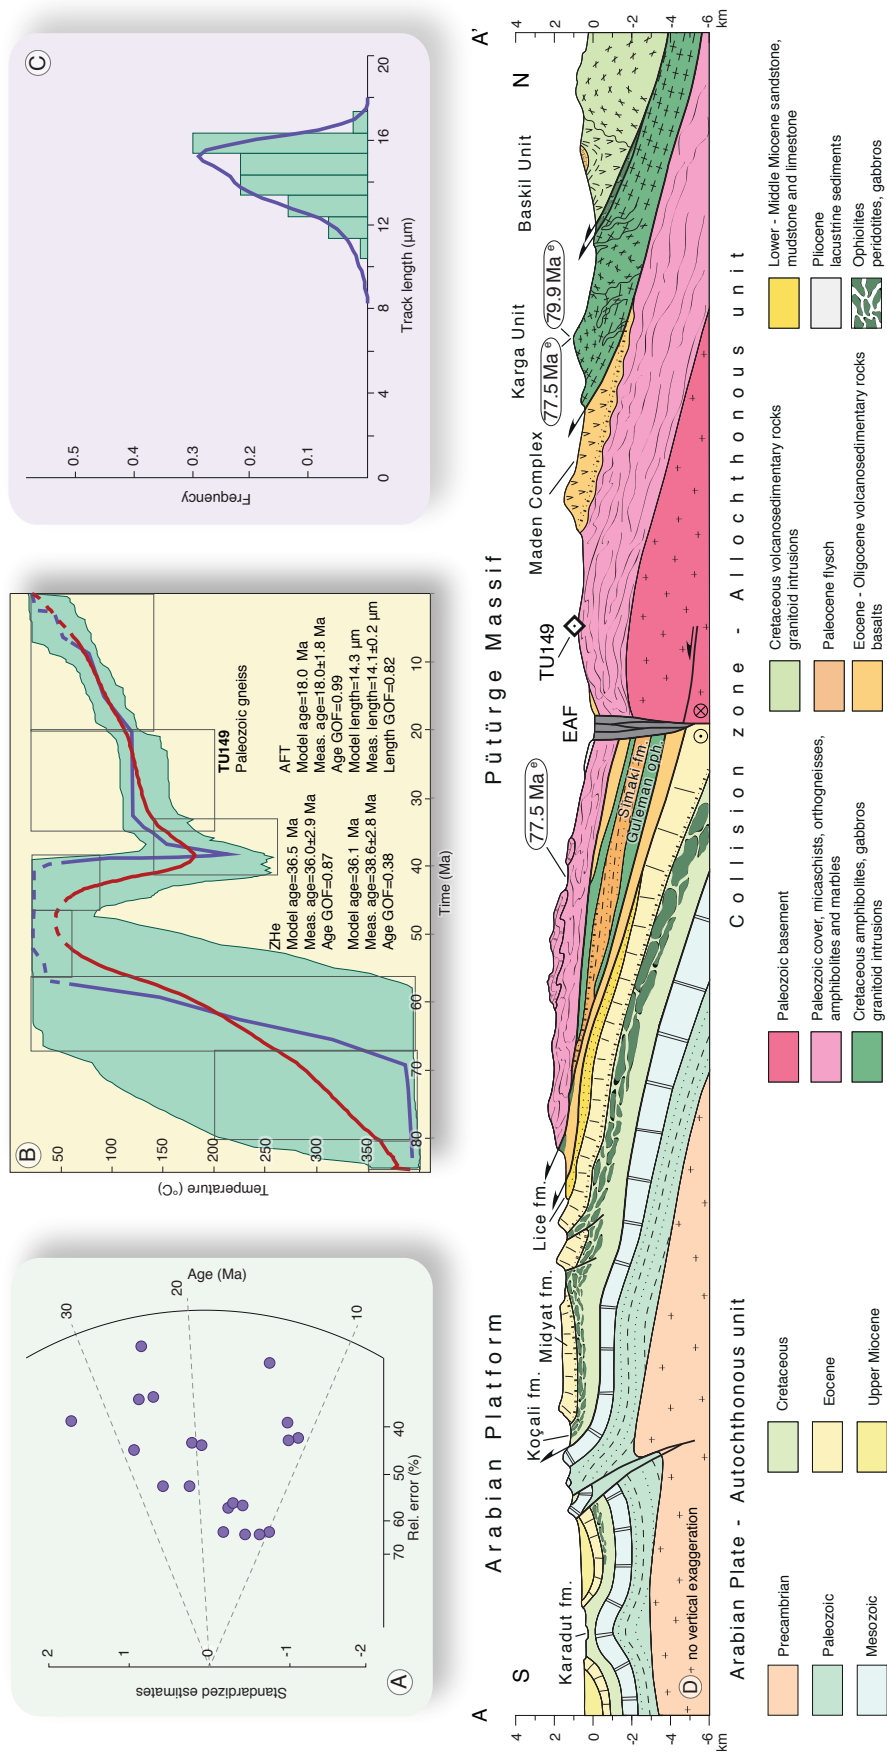 A
Standardized estimates
2
1
0
-1
-2
70
60
50
40
Rel. error (%)
30
20
10
Age (Ma)
B
Temperature (°C)
50
100
150
200
250
300
350
80
70
60
50
40
30
20
10
Time (Ma)
ZHe
Model age=36.5 Ma
Meas. age=36.0±2.9 Ma
Age GOF=0.87
Model age=36.1 Ma
Meas. age=38.6±2.8 Ma
Age GOF=0.38
TU149
Paleozoic gneiss
AFT
Model age=18.0 Ma
Meas. age=18.0±1.8 Ma
Age GOF=0.99
Model length=14.3 µm
Meas. length=14.1±0.2 µm
Length GOF=0.82
C
Frequency
0.5
0.4
0.3
0.2
0.1
0
4
8
12
16
20
Track length (µm)
A
A'
S
N
Arabian Platform
Pütürge Massif
Karadut fm.
Koçali fm.
Midyat fm.
Lice fm.
77.5 Ma e
EAF
TU149
Maden Complex
Karga Unit
77.5 Ma e
79.9 Ma e
Baskil Unit
Simaki-fm.
Guleman oph.
4
2
0
-2
-4
-6
km
4
2
0
-2
-4
-6
km
D
no vertical exaggeration
Arabian Plate - Autochthonous unit
Precambrian
Paleozoic
Mesozoic
Cretaceous
Eocene
Upper Miocene
Collision zone - Allochthonous unit
Paleozoic basement
Paleozoic cover, micaschists, orthogneisses,
amphibolites and marbles
Cretaceous amphibolites, gabbros
granitoid intrusions
Cretaceous volcanosedimentary rocks
granitoid intrusions
Paleocene flysch
Eocene - Oligocene volcanosedimentary rocks
basalts
Lower - Middle Miocene sandstone,
mudstone and limestone
Pliocene
lacustrine sediments
Ophiolites
peridotites, gabbros